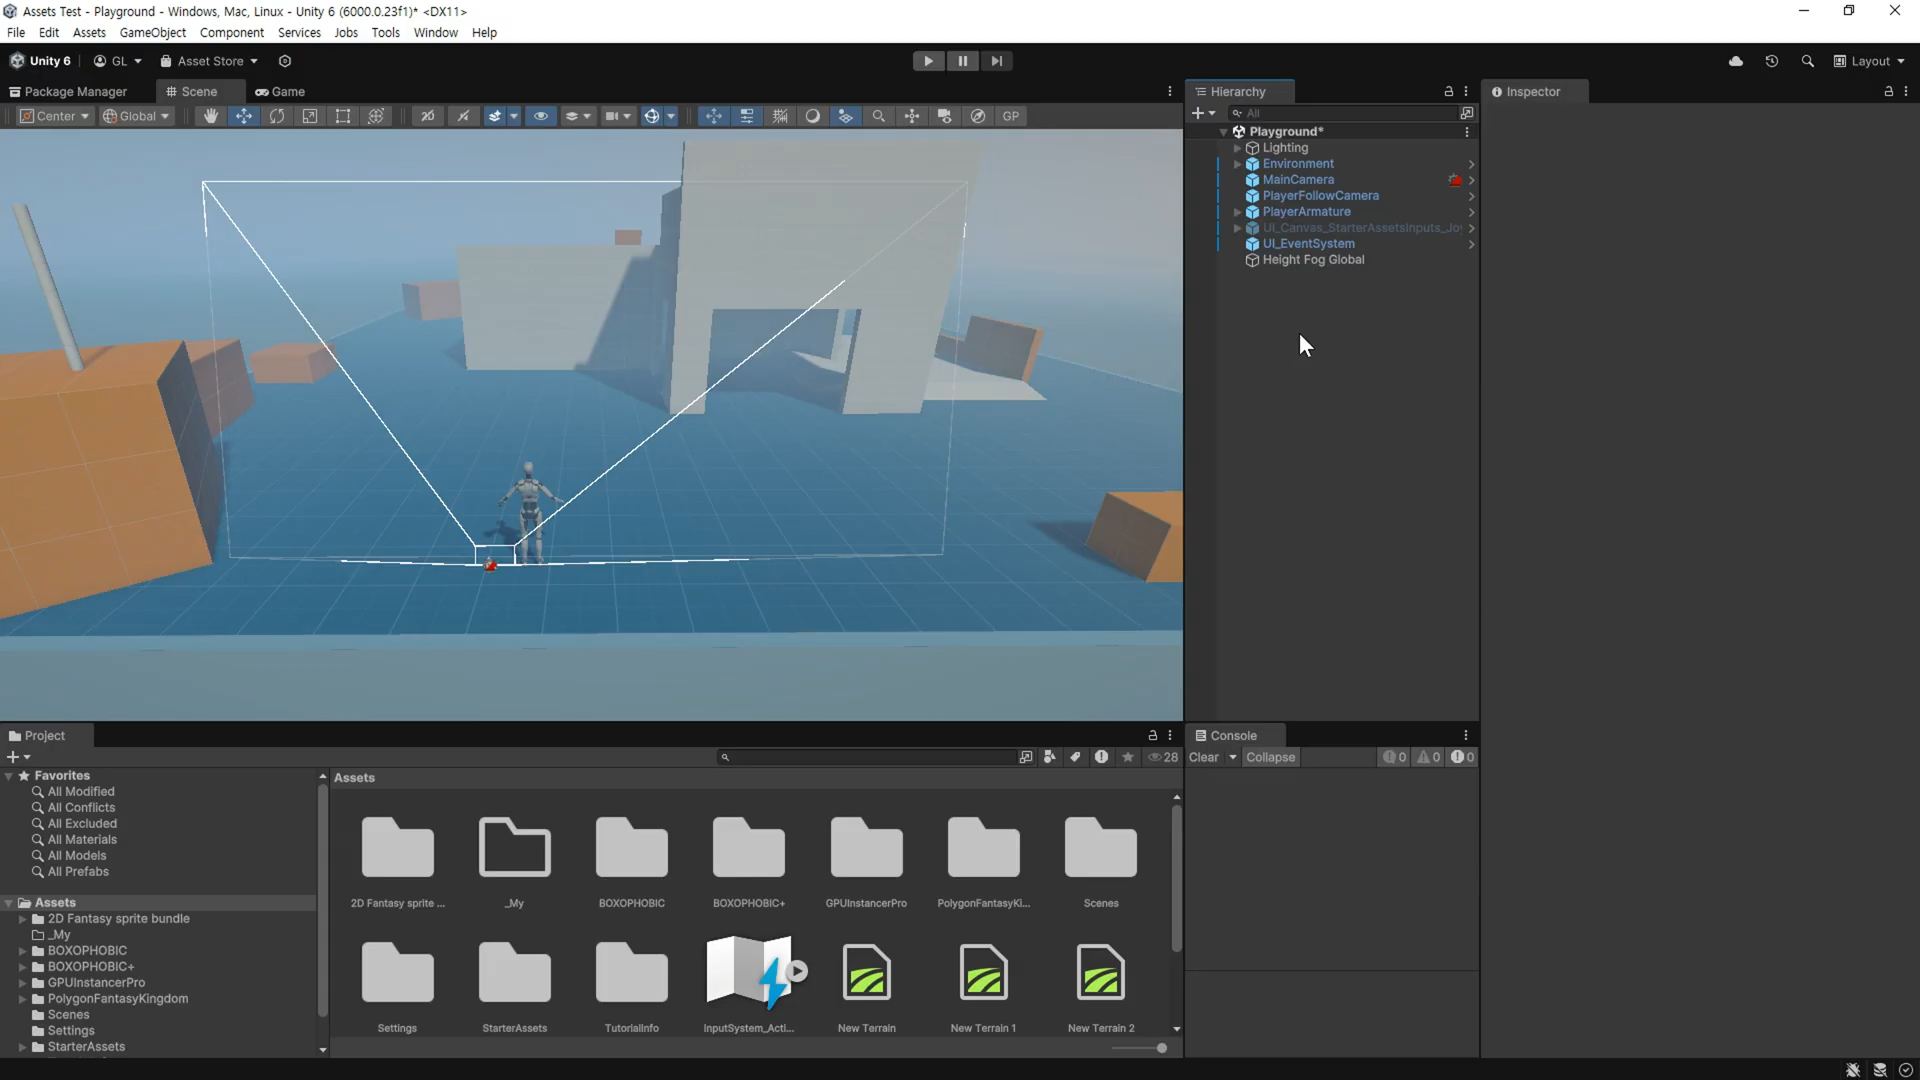 Assets Test - Playground - Windows, Mac, Linux - Unity 6 (6000.0.23f1)* <DX11>
File Edit Assets GameObject Component Services Jobs Tools Window Help
Unity 6 GL Asset Store Layout
Package Manager Scene Game Hierarchy Inspector
Center Global GP All
Playground*
Lighting
Environment
MainCamera
PlayerFollowCamera
PlayerArmature
UI_Canvas_StarterAssetsInputs_Joy
UI_EventSystem
Height Fog Global
Project Console
28 Clear Collapse 0 0 0
Favorites
All Modified
All Conflicts
All Excluded
All Materials
All Models
All Prefabs
Assets
2D Fantasy sprite bundle
_My
BOXOPHOBIC
BOXOPHOBIC+
GPUInstancerPro
PolygonFantasyKingdom
Scenes
Settings
StarterAssets
Assets
2D Fantasy sprite ... _My BOXOPHOBIC BOXOPHOBIC+ GPUInstancerPro PolygonFantasyKi... Scenes
Settings StarterAssets TutorialInfo InputSystem_Acti... New Terrain New Terrain 1 New Terrain 2